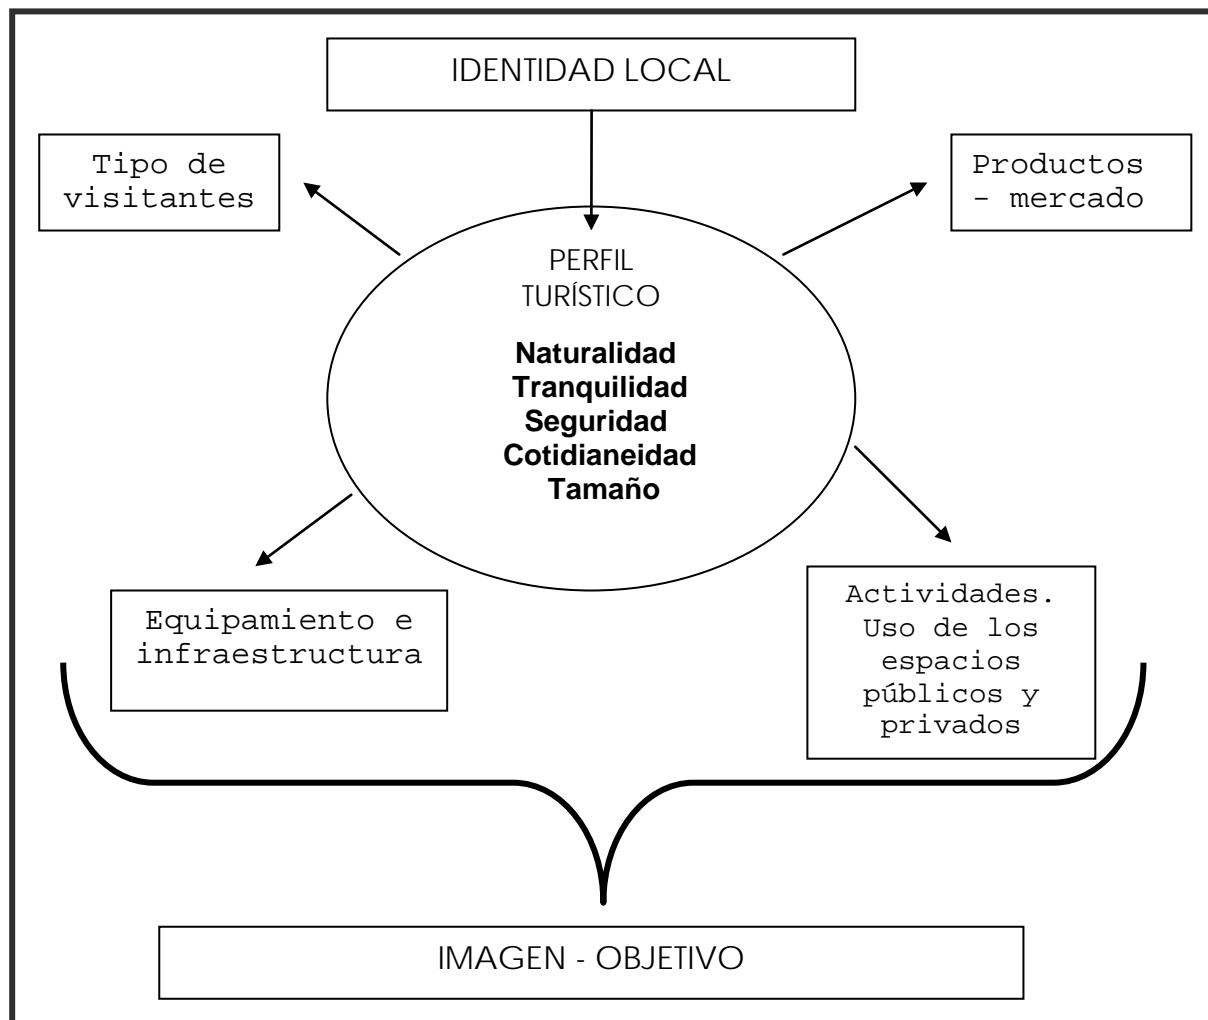 IDENTIDAD LOCAL
Tipo de
visitantes
Productos
- mercado
PERFIL
TURÍSTICO
Naturalidad
Tranquilidad
Seguridad
Cotidianeidad
Tamaño
Equipamiento e
infraestructura
Actividades.
Uso de los
espacios
públicos y
privados
IMAGEN - OBJETIVO